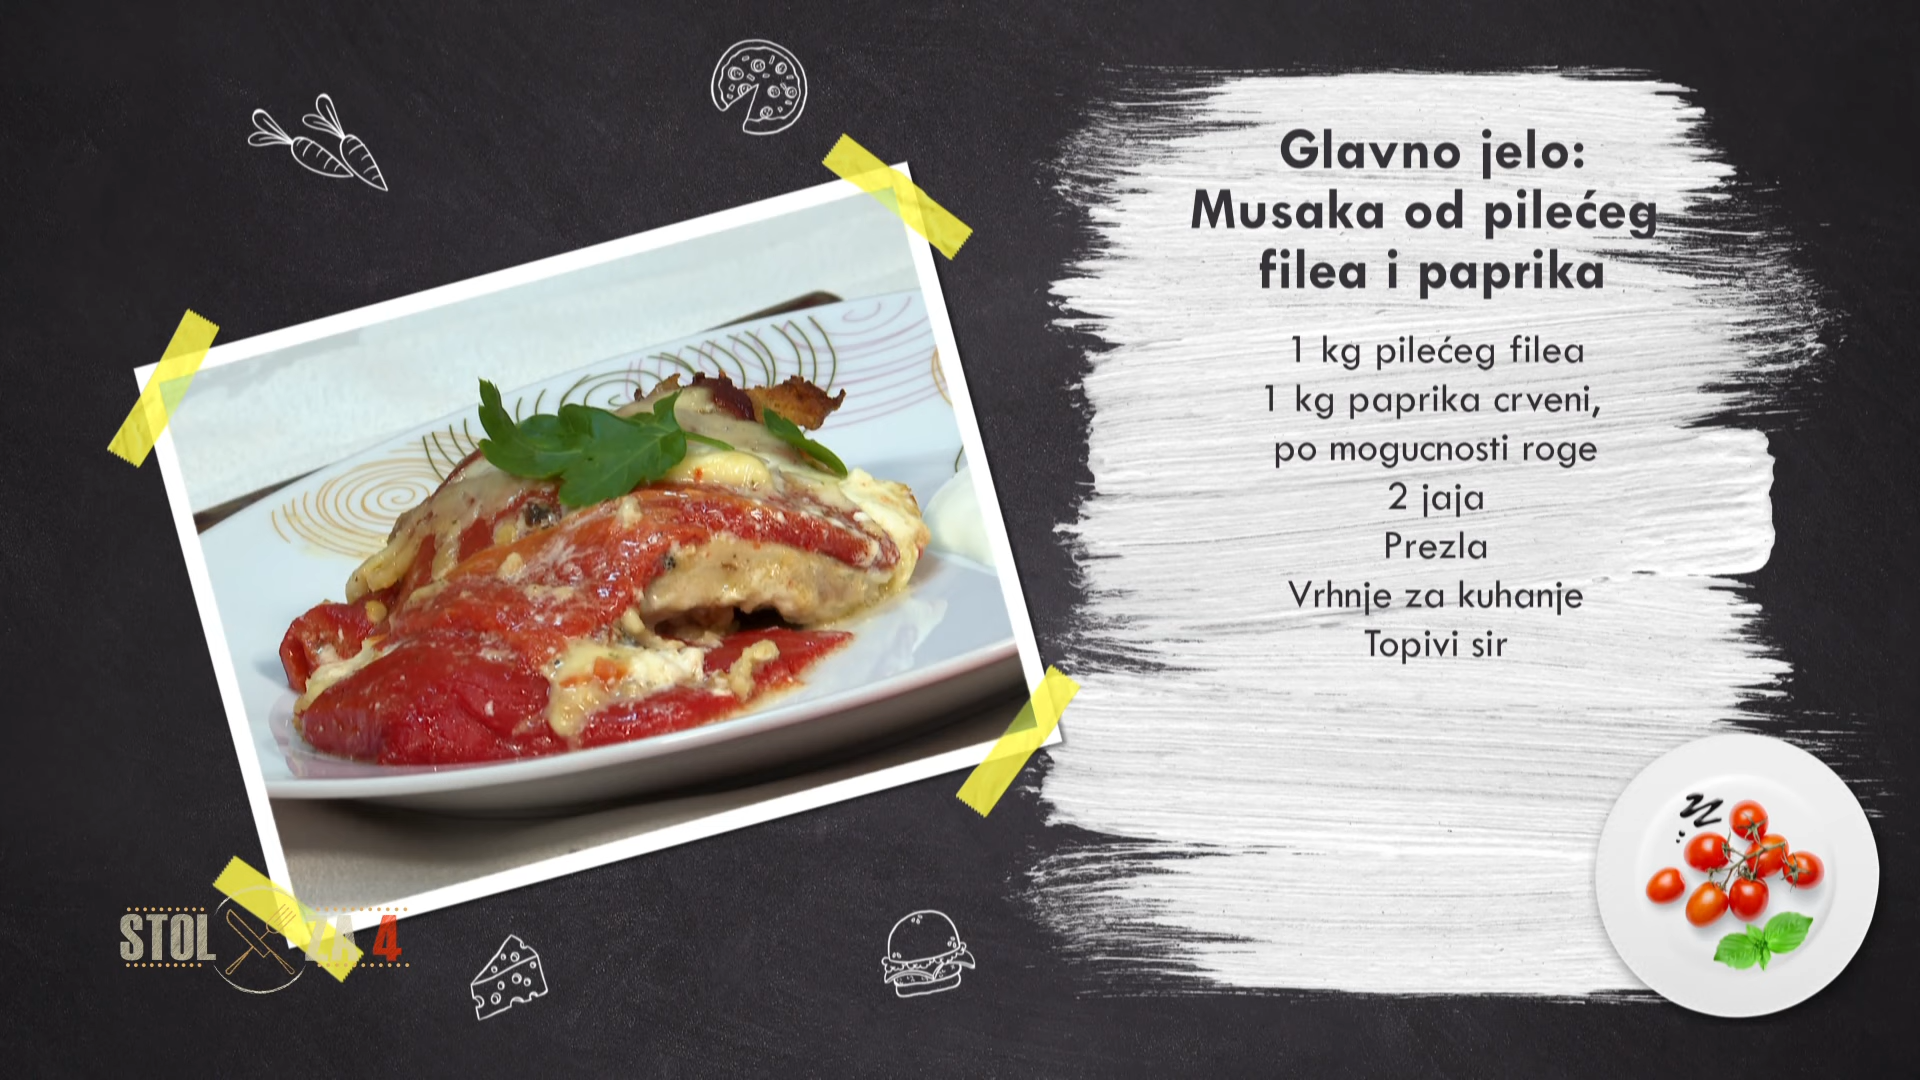 Glavno jelo:
Musaka od pilećeg
filea i paprika
1 kg pilećeg filea
1 kg paprika crveni,
po mogucnosti roge
2 jaja
Prezla
Vrhnje za kuhanje
Topivi sir
STOL ZA 4